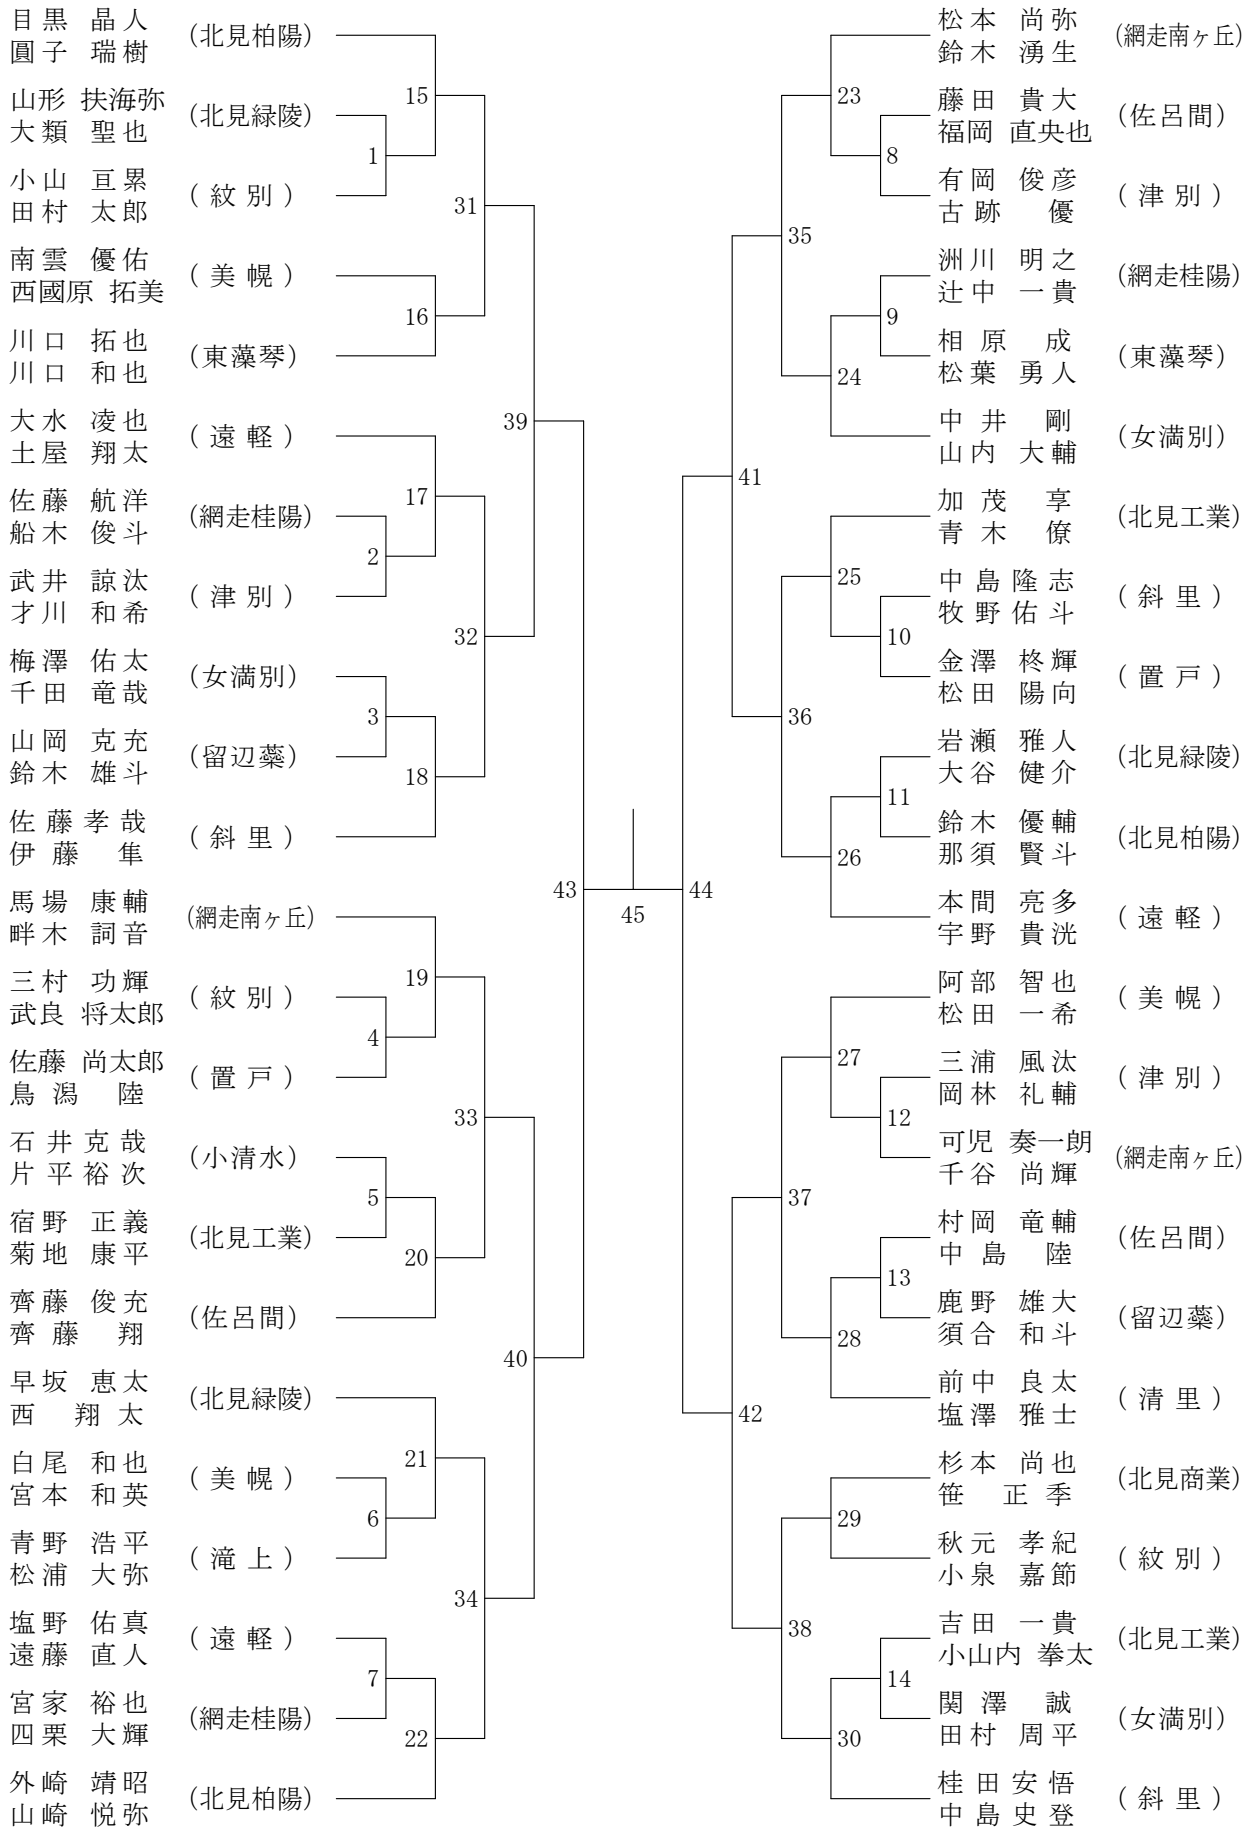 目黒 晶人
圓子 瑞樹
(北見柏陽)
山形 扶海弥
大類 聖也
(北見緑陵)
小山 亘累
田村 太郎
(紋別)
南雲 優佑
西國原 拓美
(美幌)
川口 拓也
川口 和也
(東藻琴)
大水 凌也
土屋 翔太
(遠軽)
佐藤 航洋
船木 俊斗
(網走桂陽)
武井 諒汰
才川 和希
(津別)
梅澤 佑太
千田 竜哉
(女満別)
山岡 克充
鈴木 雄斗
(留辺蘂)
佐藤孝哉
伊藤 隼
(斜里)
馬場 康輔
畔木 詞音
(網走南ヶ丘)
三村 功輝
武良 将太郎
(紋別)
佐藤 尚太郎
鳥潟 陸
(置戸)
石井克哉
片平裕次
(小清水)
宿野 正義
菊地 康平
(北見工業)
齊藤 俊充
齊藤 翔
(佐呂間)
早坂 恵太
西 翔太
(北見緑陵)
白尾 和也
宮本 和英
(美幌)
青野 浩平
松浦 大弥
(滝上)
塩野 佑真
遠藤 直人
(遠軽)
宮家 裕也
四栗 大輝
(網走桂陽)
外崎 靖昭
山崎 悦弥
(北見柏陽)
15
1
31
16
39
17
2
32
3
18
43
19
4
33
5
20
40
21
6
34
7
22
45
44
23
8
35
9
24
41
25
10
36
11
26
27
12
37
13
28
42
29
38
14
30
松本 尚弥
鈴木 湧生
(網走南ヶ丘)
藤田 貴大
福岡 直央也
(佐呂間)
有岡 俊彦
古跡 優
(津別)
洲川 明之
辻中 一貴
(網走桂陽)
相原 成
松葉 勇人
(東藻琴)
中井 剛
山内 大輔
(女満別)
加茂 享
青木 僚
(北見工業)
中島隆志
牧野佑斗
(斜里)
金澤 柊輝
松田 陽向
(置戸)
岩瀬 雅人
大谷 健介
(北見緑陵)
鈴木 優輔
那須 賢斗
(北見柏陽)
本間 亮多
宇野 貴洸
(遠軽)
阿部 智也
松田 一希
(美幌)
三浦 風汰
岡林 礼輔
(津別)
可児 奏一朗
千谷 尚輝
(網走南ヶ丘)
村岡 竜輔
中島 陸
(佐呂間)
鹿野 雄大
須合 和斗
(留辺蘂)
前中 良太
塩澤 雅士
(清里)
杉本 尚也
笹 正季
(北見商業)
秋元 孝紀
小泉 嘉節
(紋別)
吉田 一貴
小山内 拳太
(北見工業)
関澤 誠
田村 周平
(女満別)
桂田安悟
中島史登
(斜里)